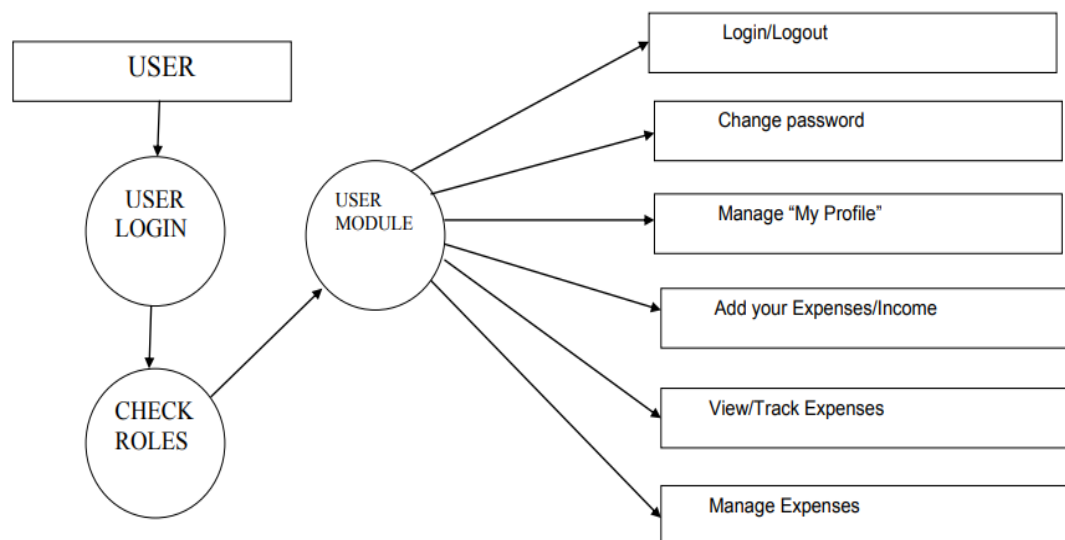 USER
USER
LOGIN
CHECK
ROLES
USER
MODULE
Login/Logout
Change password
Manage “My Profile”
Add your Expenses/Income
View/Track Expenses
Manage Expenses